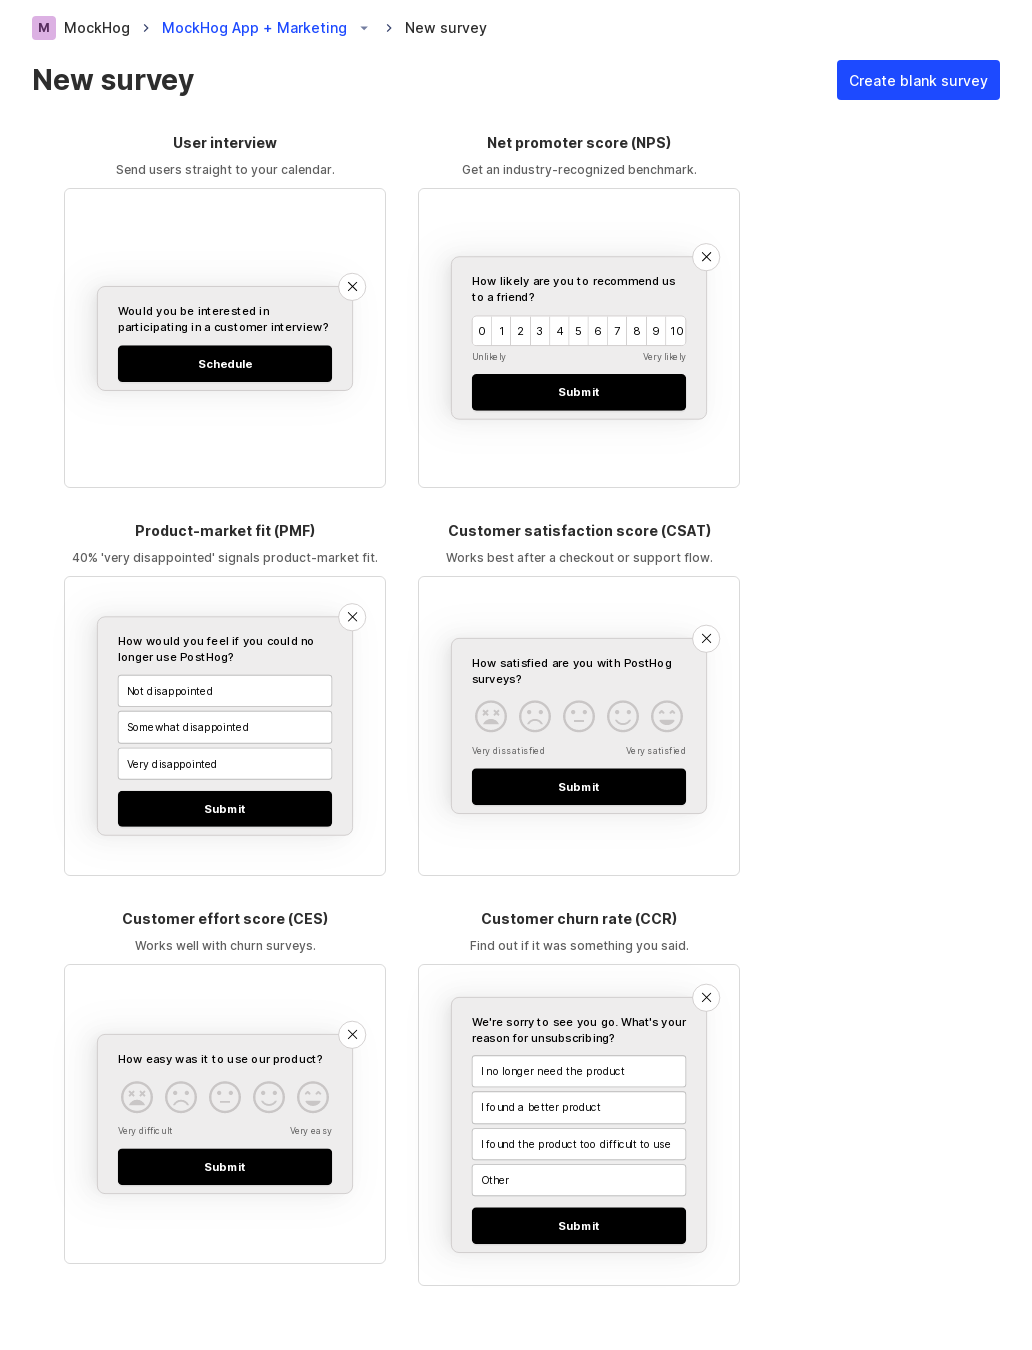 M MockHog MockHog App + Marketing New survey
New survey
Create blank survey
User interview
Send users straight to your calendar.
Would you be interested in
participating in a customer interview?
Schedule
Net promoter score (NPS)
Get an industry-recognized benchmark.
How likely are you to recommend us
to a friend?
0 1 2 3 4 5 6 7 8 9 10
Unlikely Very likely
Submit
Product-market fit (PMF)
40% 'very disappointed' signals product-market fit.
How would you feel if you could no
longer use PostHog?
Not disappointed
Somewhat disappointed
Very disappointed
Submit
Customer satisfaction score (CSAT)
Works best after a checkout or support flow.
How satisfied are you with PostHog
surveys?
Very dissatisfied Very satisfied
Submit
Customer effort score (CES)
Works well with churn surveys.
How easy was it to use our product?
Very difficult Very easy
Submit
Customer churn rate (CCR)
Find out if it was something you said.
We're sorry to see you go. What's your
reason for unsubscribing?
I no longer need the product
I found a better product
I found the product too difficult to use
Other
Submit